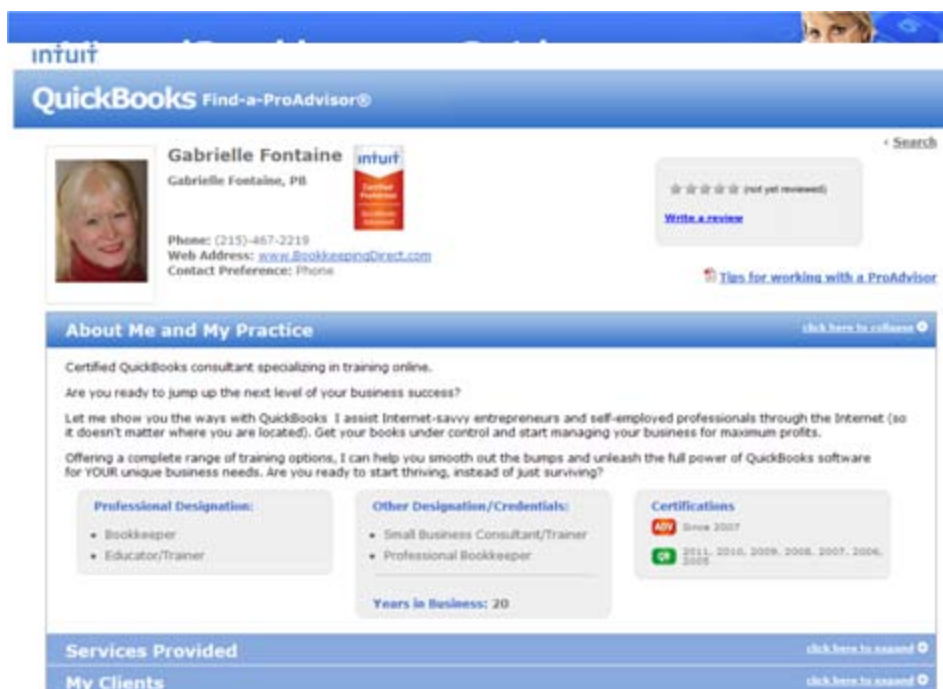 ıntuıt
QuickBooks Find-a-ProAdvisor®
‹ Search
Gabrielle Fontaine
Gabrielle Fontaine, PB
intuit
Certified
ProAdvisor
QuickBooks
Advanced
Phone: (215)-467-2219
Web Address: www.BookkeepingDirect.com
Contact Preference: Phone
(not yet reviewed)
Write a review
Tips for working with a ProAdvisor
About Me and My Practice
click here to collapse
Certified QuickBooks consultant specializing in training online.
Are you ready to jump up the next level of your business success?
Let me show you the ways with QuickBooks I assist Internet-savvy entrepreneurs and self-employed professionals through the Internet (so
it doesn't matter where you are located). Get your books under control and start managing your business for maximum profits.
Offering a complete range of training options, I can help you smooth out the bumps and unleash the full power of QuickBooks software
for YOUR unique business needs. Are you ready to start thriving, instead of just surviving?
Professional Designation:
• Bookkeeper
• Educator/Trainer
Other Designation/Credentials:
• Small Business Consultant/Trainer
• Professional Bookkeeper
Years in Business: 20
Certifications
ADV Since 2007
QB 2011, 2010, 2009, 2008, 2007, 2006,
2005
Services Provided
click here to expand
My Clients
click here to expand